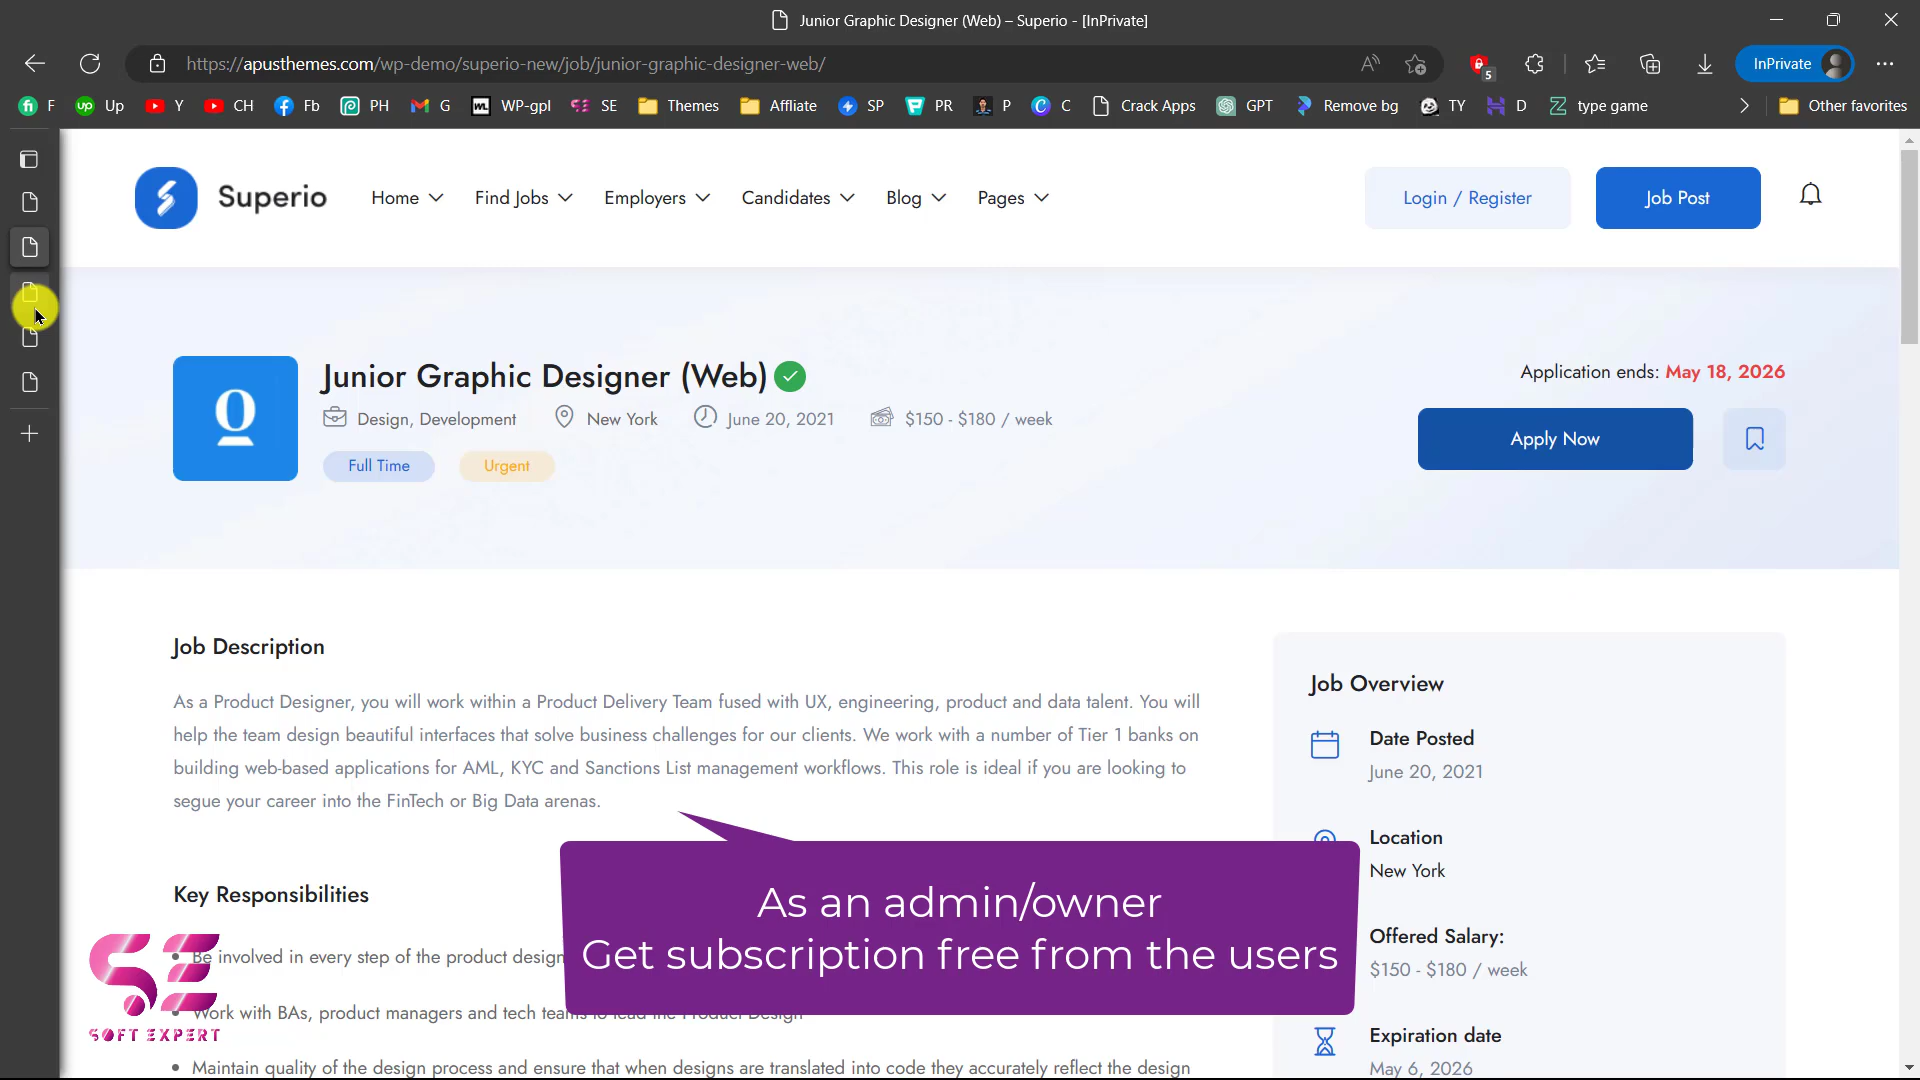 Junior Graphic Designer (Web) – Superio - [InPrivate]
https://apusthemes.com/wp-demo/superio-new/job/junior-graphic-designer-web/
5
InPrivate
F Up Y CH Fb PH G WP-gpl SE Themes Affliate SP PR P C Crack Apps GPT Remove bg TY D type game Other favorites
Superio Home Find Jobs Employers Candidates Blog Pages Login / Register Job Post
Junior Graphic Designer (Web)
Design, Development New York June 20, 2021 $150 - $180 / week
Full Time Urgent
Application ends: May 18, 2026
Apply Now
Job Description
As a Product Designer, you will work within a Product Delivery Team fused with UX, engineering, product and data talent. You will
help the team design beautiful interfaces that solve business challenges for our clients. We work with a number of Tier 1 banks on
building web-based applications for AML, KYC and Sanctions List management workflows. This role is ideal if you are looking to
segue your career into the FinTech or Big Data arenas.
Key Responsibilities
Be involved in every step of the product design
Work with BAs, product managers and tech teams to lead the Product Design
Maintain quality of the design process and ensure that when designs are translated into code they accurately reflect the design
Job Overview
Date Posted
June 20, 2021
Location
New York
Offered Salary:
$150 - $180 / week
Expiration date
May 6, 2026
As an admin/owner
Get subscription free from the users
SE
SOFT EXPERT